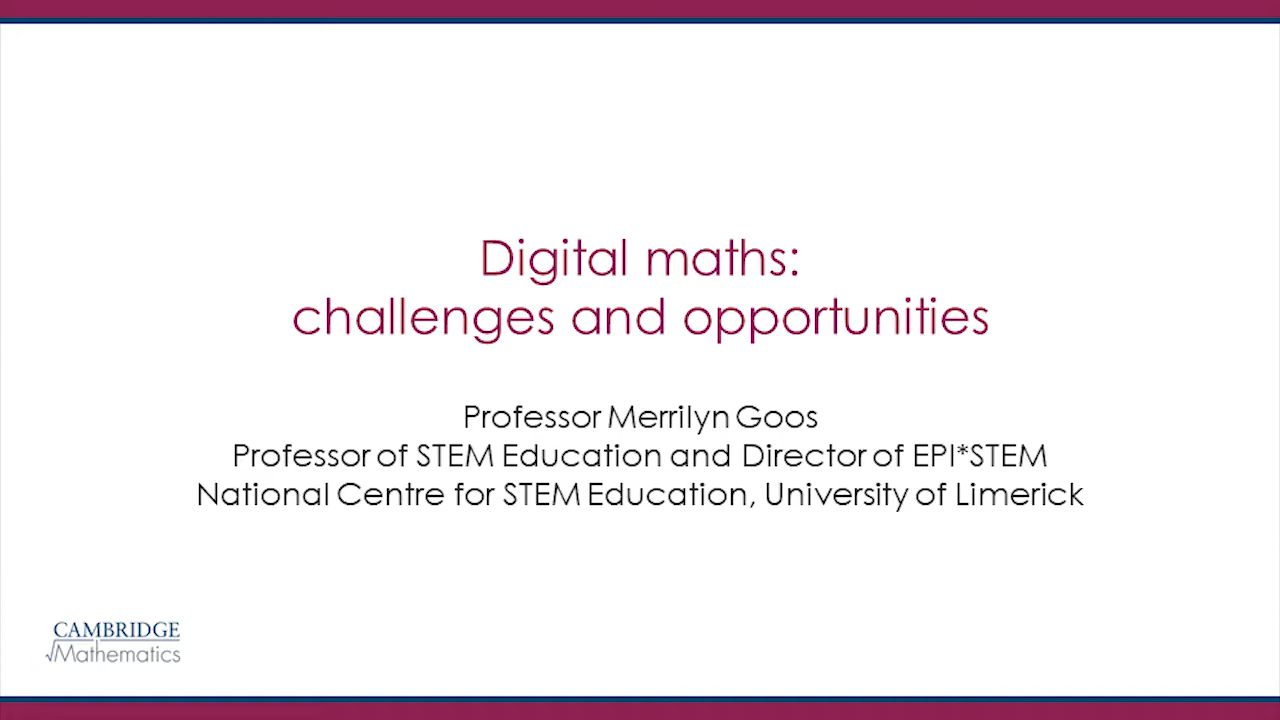 Digital maths:
challenges and opportunities
Professor Merrilyn Goos
Professor of STEM Education and Director of EPI*STEM
National Centre for STEM Education, University of Limerick
CAMBRIDGE
√Mathematics